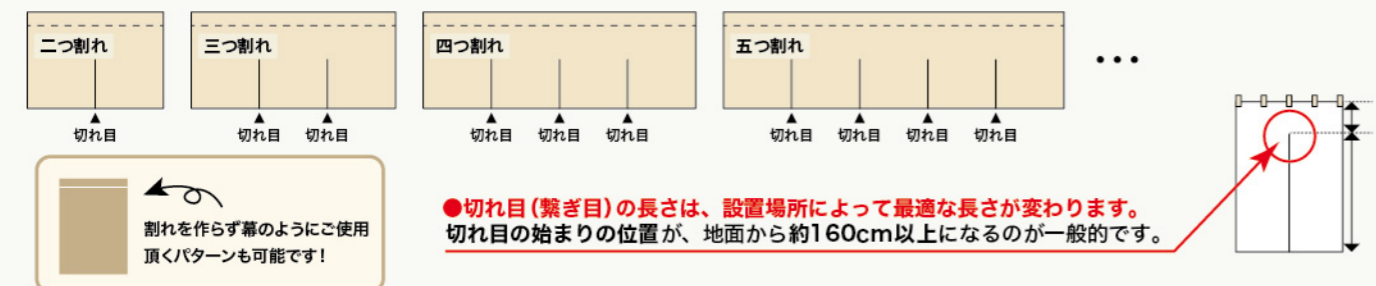 二つ割れ
三つ割れ
四つ割れ
五つ割れ
切れ目
切れ目
切れ目
切れ目
切れ目
切れ目
切れ目
切れ目
切れ目
切れ目
割れを作らず幕のようにご使用
頂くパターンも可能です!
●切れ目(繋ぎ目)の長さは、設置場所によって最適な長さが変わります。
切れ目の始まりの位置が、地面から約160cm以上になるのが一般的です。